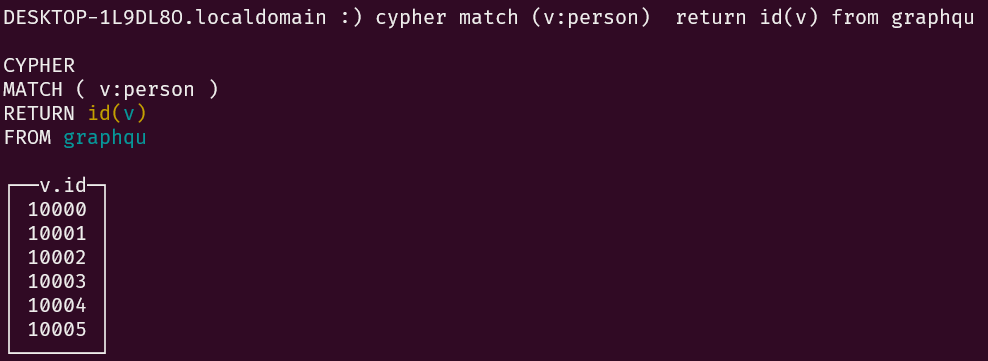 DESKTOP-1L9DL8O.localdomain :) cypher match (v:person)  return id(v) from graphqu
CYPHER
MATCH ( v:person )
RETURN id(v)
FROM graphqu
v.id
10000
10001
10002
10003
10004
10005